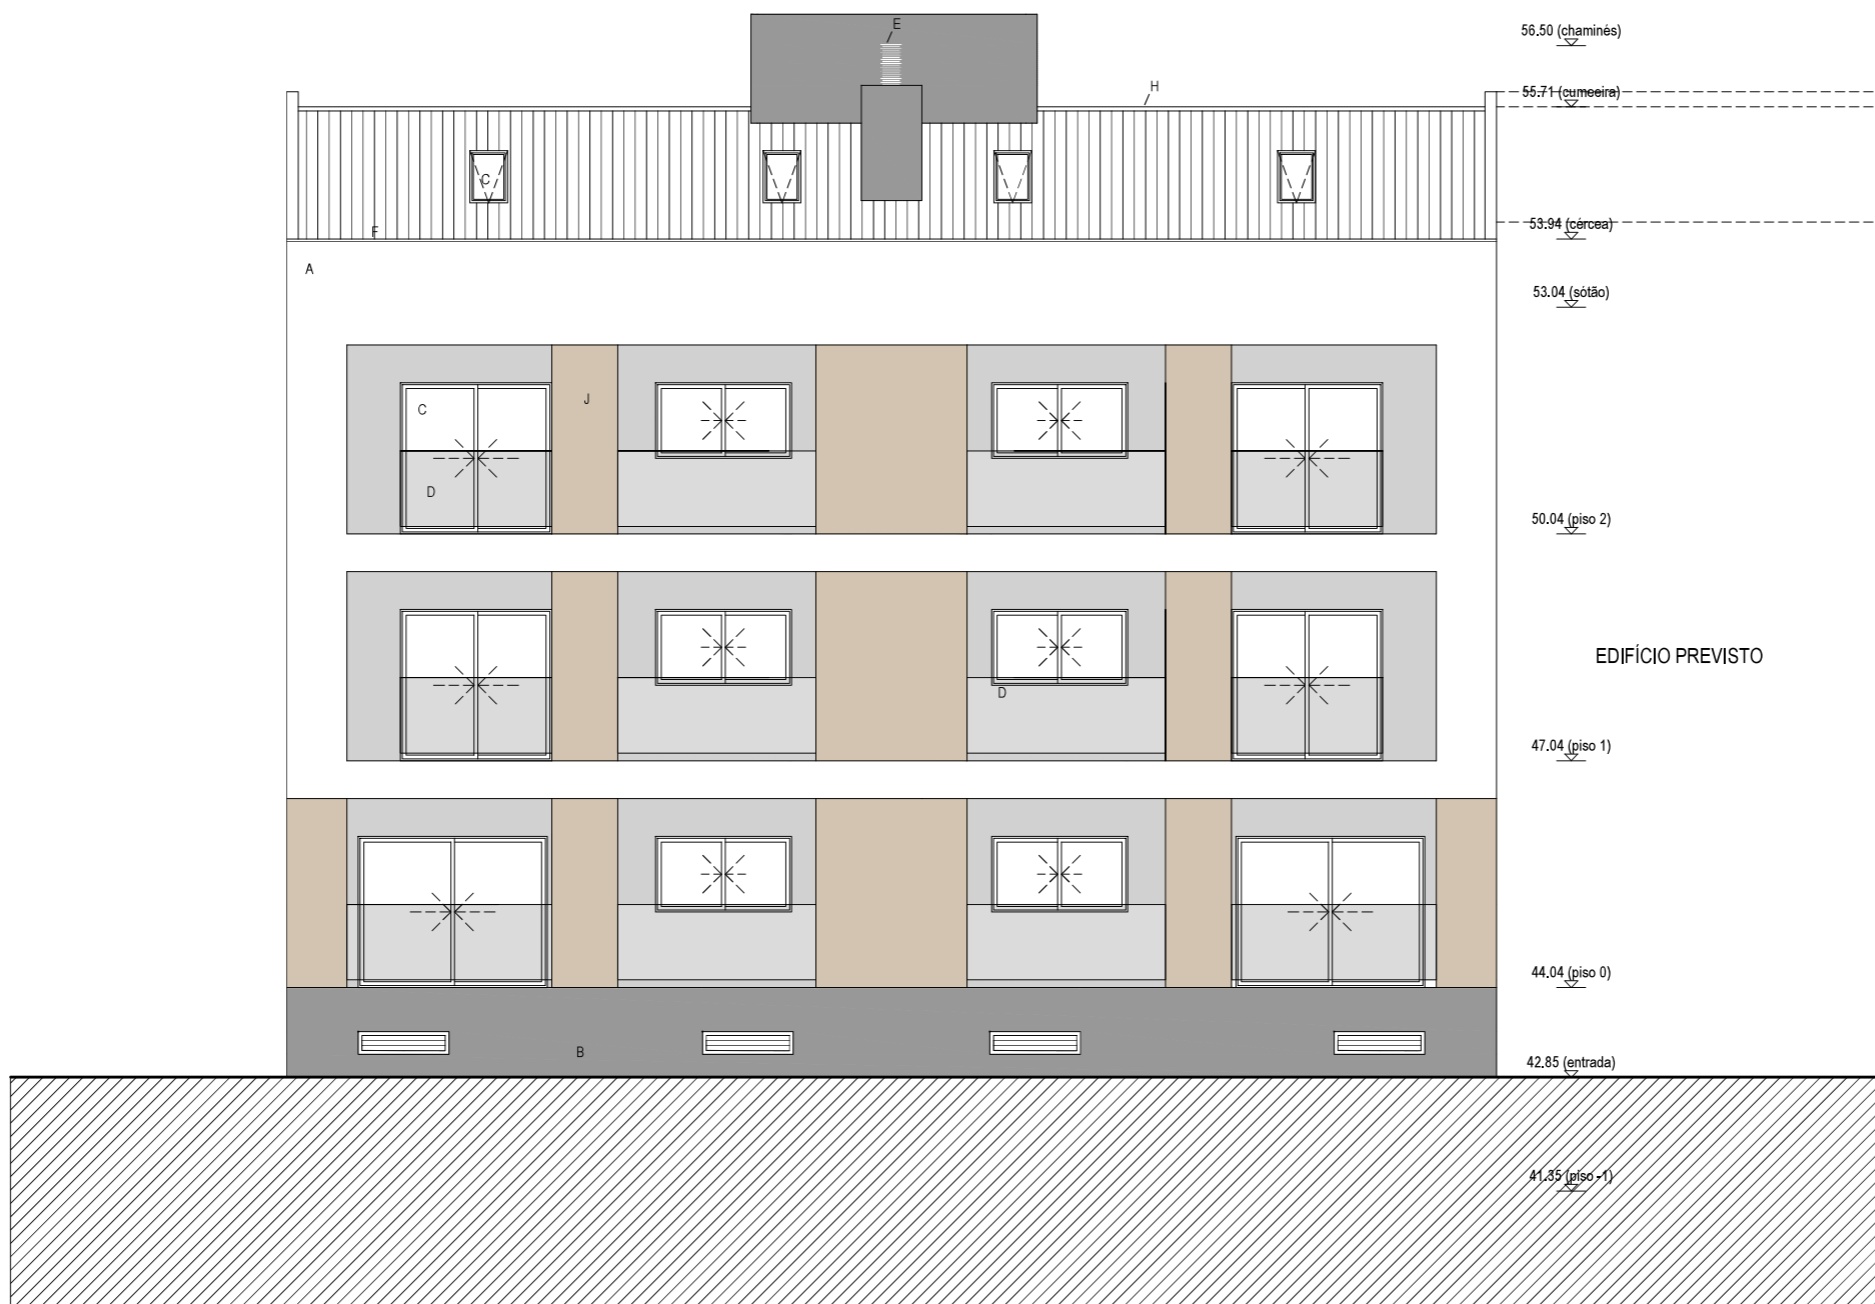 E
56.50 (chaminés)
H
55.71 (cumeeira)
C
F
53.94 (cércea)
A
53.04 (sótão)
C
J
D
50.04 (piso 2)
EDIFÍCIO PREVISTO
D
47.04 (piso 1)
44.04 (piso 0)
B
42.85 (entrada)
41.35 (piso -1)